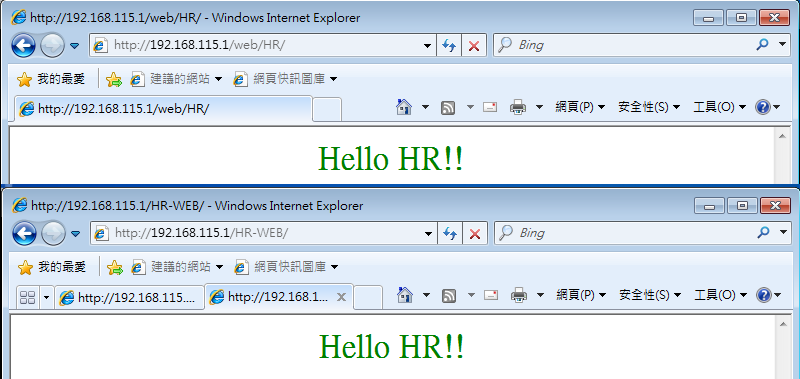 http://192.168.115.1/web/HR/ - Windows Internet Explorer
http://192.168.115.1/web/HR/ Bing
我的最愛 建議的網站 網頁快訊圖庫
http://192.168.115.1/web/HR/ 網頁(P) 安全性(S) 工具(O)
Hello HR!!
http://192.168.115.1/HR-WEB/ - Windows Internet Explorer
http://192.168.115.1/HR-WEB/ Bing
我的最愛 建議的網站 網頁快訊圖庫
http://192.168.115.... http://192.168.1... 網頁(P) 安全性(S) 工具(O)
Hello HR!!